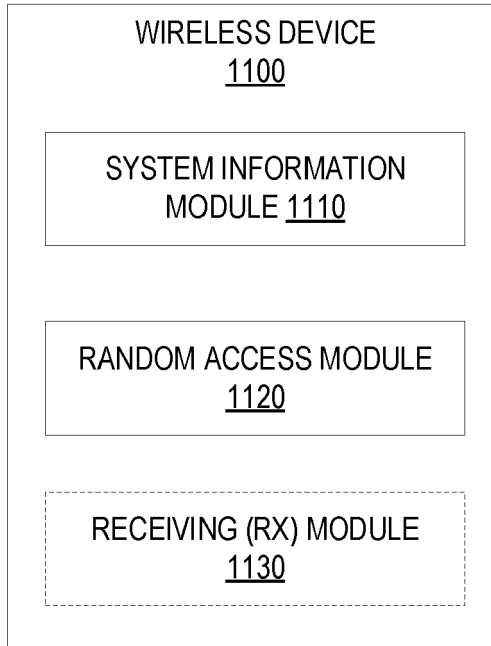 WIRELESS DEVICE
1100
SYSTEM INFORMATION
MODULE 1110
RANDOM ACCESS MODULE
1120
RECEIVING (RX) MODULE
1130